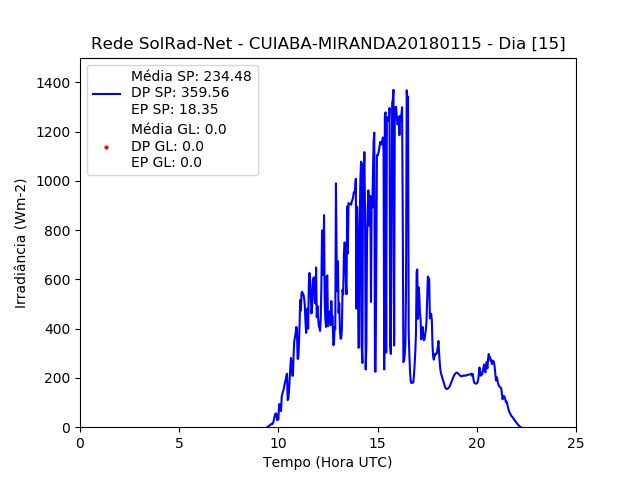 Rede SolRad-Net - CUIABA-MIRANDA20180115 - Dia [15]
Média SP: 234.48
DP SP: 359.56
EP SP: 18.35
Média GL: 0.0
DP GL: 0.0
EP GL: 0.0
Irradiância (Wm-2)
1400
1200
1000
800
600
400
200
0
0 5 10 15 20 25
Tempo (Hora UTC)